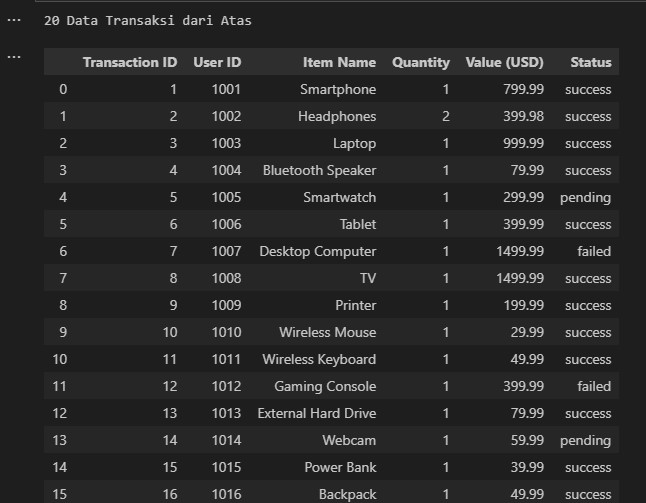 20 Data Transaksi dari Atas
Transaction ID User ID Item Name Quantity Value (USD) Status
0 1 1001 Smartphone 1 799.99 success
1 2 1002 Headphones 2 399.98 success
2 3 1003 Laptop 1 999.99 success
3 4 1004 Bluetooth Speaker 1 79.99 success
4 5 1005 Smartwatch 1 299.99 pending
5 6 1006 Tablet 1 399.99 success
6 7 1007 Desktop Computer 1 1499.99 failed
7 8 1008 TV 1 1499.99 success
8 9 1009 Printer 1 199.99 success
9 10 1010 Wireless Mouse 1 29.99 success
10 11 1011 Wireless Keyboard 1 49.99 success
11 12 1012 Gaming Console 1 399.99 failed
12 13 1013 External Hard Drive 1 79.99 success
13 14 1014 Webcam 1 59.99 pending
14 15 1015 Power Bank 1 39.99 success
15 16 1016 Backpack 1 49.99 success